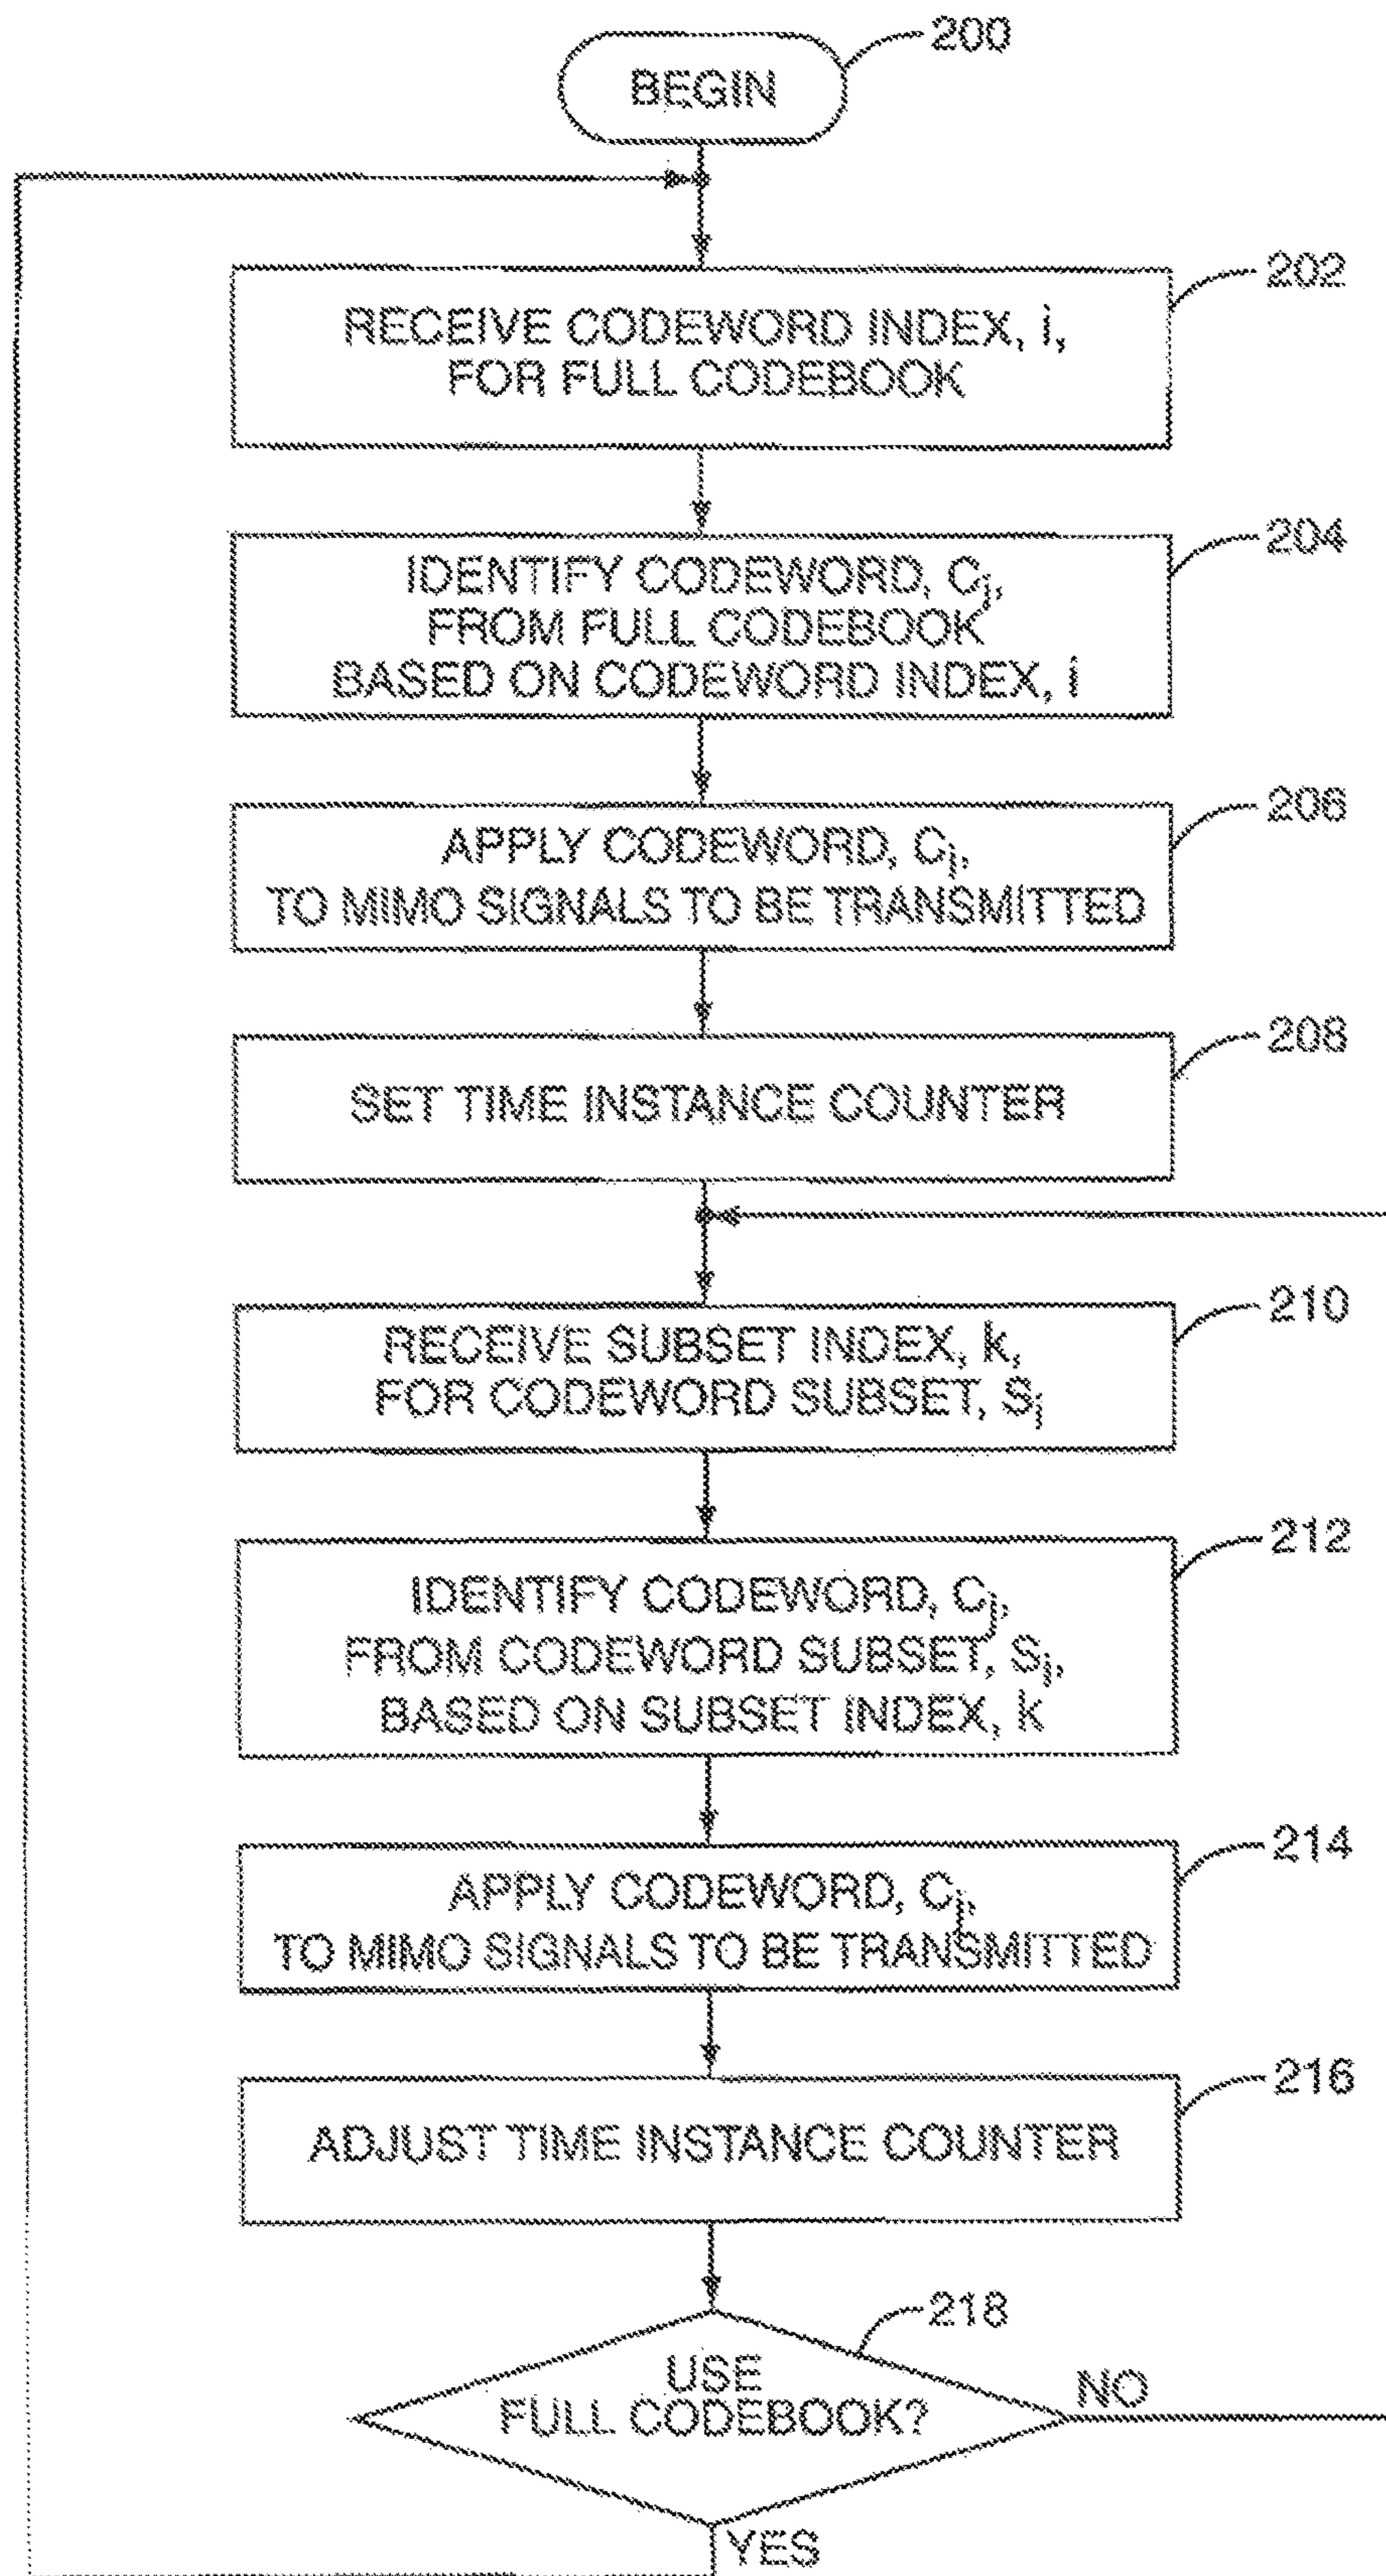 BEGIN
200
202
RECEIVE CODEWORD INDEX, i,
FOR FULL CODEBOOK
204
IDENTIFY CODEWORD, Cj,
FROM FULL CODEBOOK
BASED ON CODEWORD INDEX, i
206
APPLY CODEWORD, Cj,
TO MIMO SIGNALS TO BE TRANSMITTED
208
SET TIME INSTANCE COUNTER
210
RECEIVE SUBSET INDEX, k,
FOR CODEWORD SUBSET, Sj
212
IDENTIFY CODEWORD, Cj,
FROM CODEWORD SUBSET, Sj,
BASED ON SUBSET INDEX, k
214
APPLY CODEWORD, Cj,
TO MIMO SIGNALS TO BE TRANSMITTED
216
ADJUST TIME INSTANCE COUNTER
218
USE
FULL CODEBOOK?
NO
YES